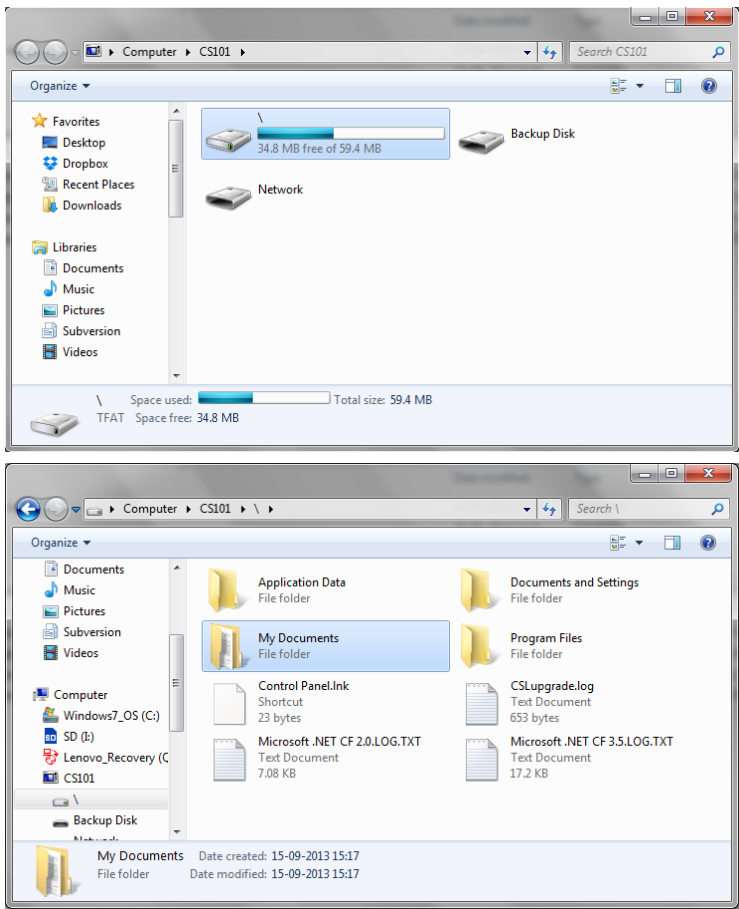 Computer CS101
Search CS101
Organize
Favorites
Desktop
Dropbox
Recent Places
Downloads
Libraries
Documents
Music
Pictures
Subversion
Videos
\
34.8 MB free of 59.4 MB
Backup Disk
Network
\ Space used: Total size: 59.4 MB
TFAT Space free: 34.8 MB
Computer CS101 \
Search \
Organize
Documents
Music
Pictures
Subversion
Videos
Computer
Windows7_OS (C:)
SD (I:)
Lenovo_Recovery (Q
CS101
\
Backup Disk
Network
Application Data
File folder
Documents and Settings
File folder
My Documents
File folder
Program Files
File folder
Control Panel.lnk
Shortcut
23 bytes
CSLupgrade.log
Text Document
653 bytes
Microsoft .NET CF 2.0.LOG.TXT
Text Document
7.08 KB
Microsoft .NET CF 3.5.LOG.TXT
Text Document
17.2 KB
My Documents Date created: 15-09-2013 15:17
File folder Date modified: 15-09-2013 15:17